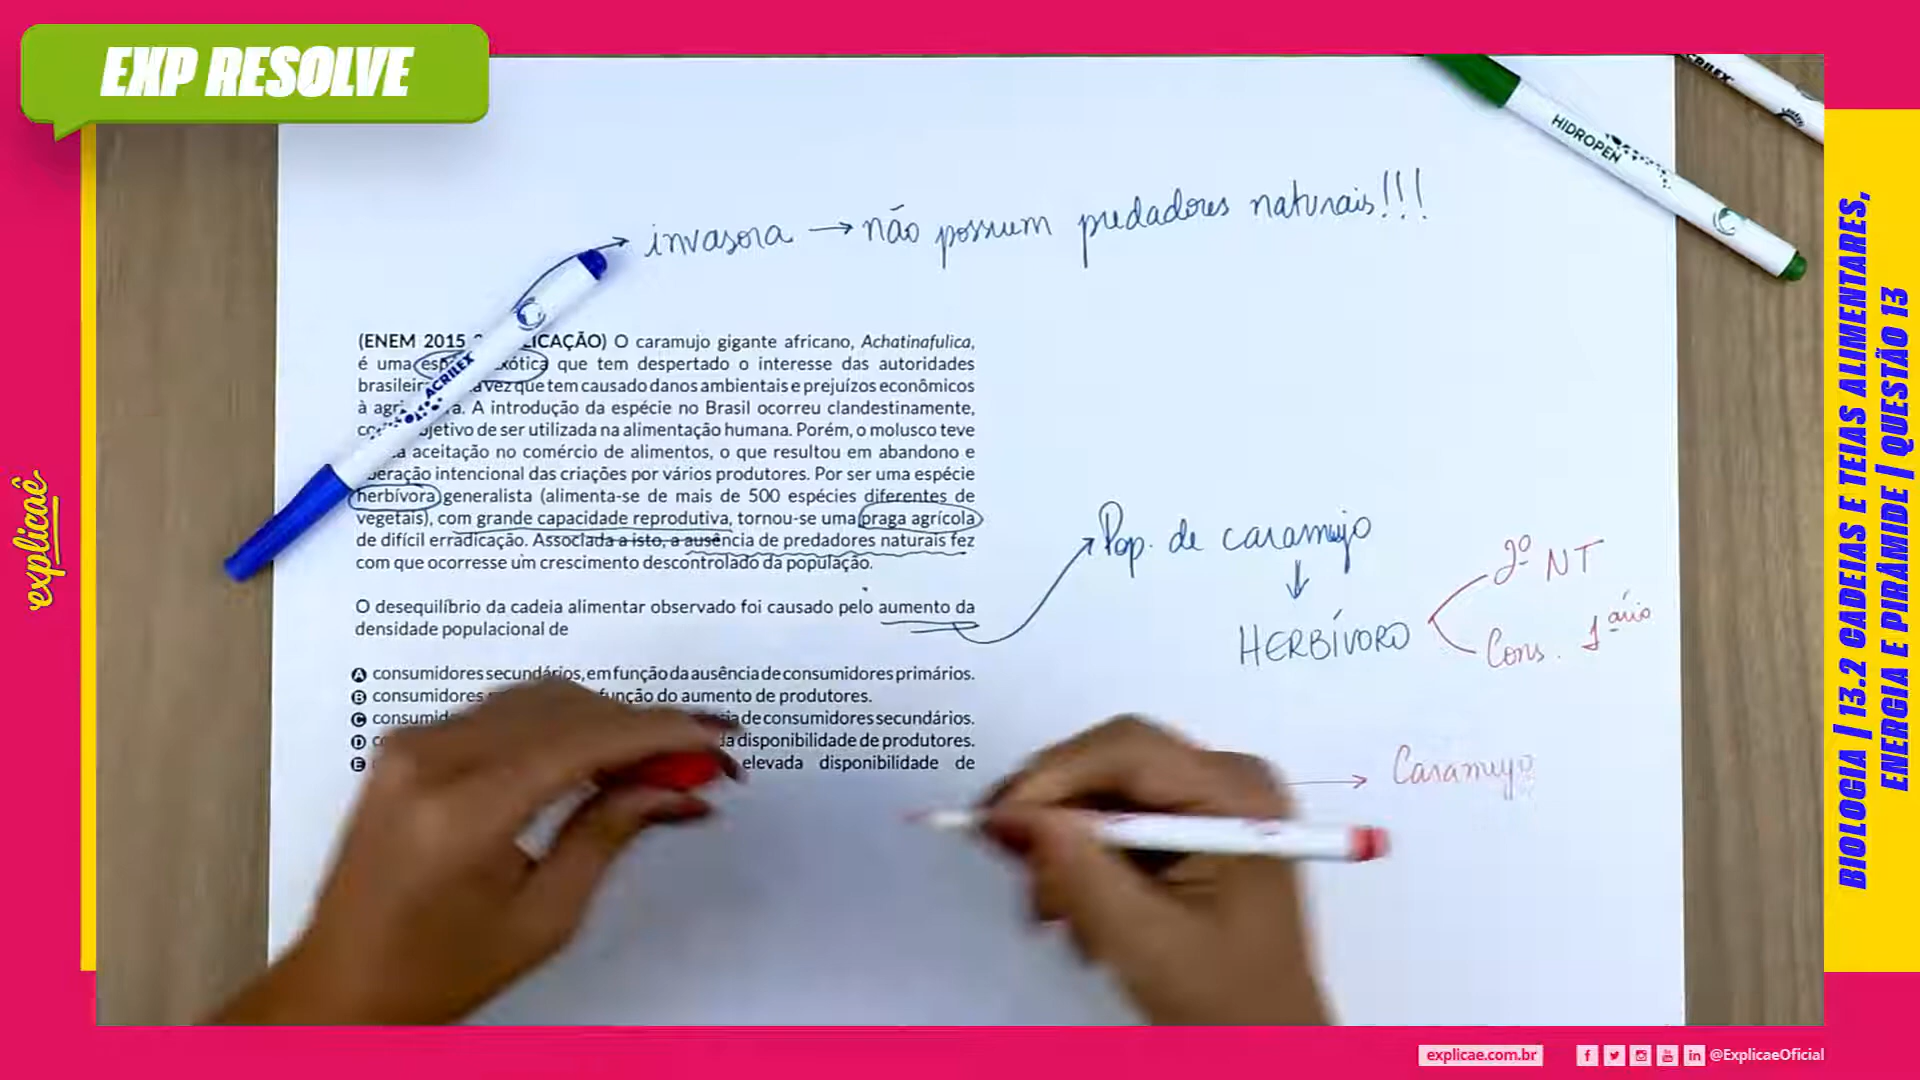 EXP RESOLVE
ACRILEX
HIDROPEN
invasora → não possuem predadores naturais!!!
(ENEM 2015 CAÇÃO) O caramujo gigante africano, Achatinafulica,
é uma exótica que tem despertado o interesse das autoridades
vez que tem causado danos ambientais e prejuízos econômicos
à A introdução da espécie no Brasil ocorreu clandestinamente,
de ser utilizada na alimentação humana. Porém, o molusco teve
aceitação no comércio de alimentos, o que resultou em abandono e
intencional das criações por vários produtores. Por ser uma espécie
herbívora generalista (alimenta-se de mais de 500 espécies diferentes de
vegetais), com grande capacidade reprodutiva, tornou-se uma praga agrícola
de difícil erradicação. Associada a isto, a ausência de predadores naturais fez
com que ocorresse um crescimento descontrolado da população.
ACRILEX
O desequilíbrio da cadeia alimentar observado foi causado pelo aumento da
densidade populacional de
A consumidores secundários, em função da ausência de consumidores primários.
B consumidores função do aumento de produtores.
C de consumidores secundários.
D da disponibilidade de produtores.
E elevada disponibilidade de
Pop. de caramujo
↓
HERBÍVORO
2º NT
Cons. 1ário
→ Caramujo
explicaê
BIOLOGIA | 13.2 CADEIAS E TEIAS ALIMENTARES,
ENERGIA E PIRÂMIDE | QUESTÃO 13
explicae.com.br
@ExplicaeOficial